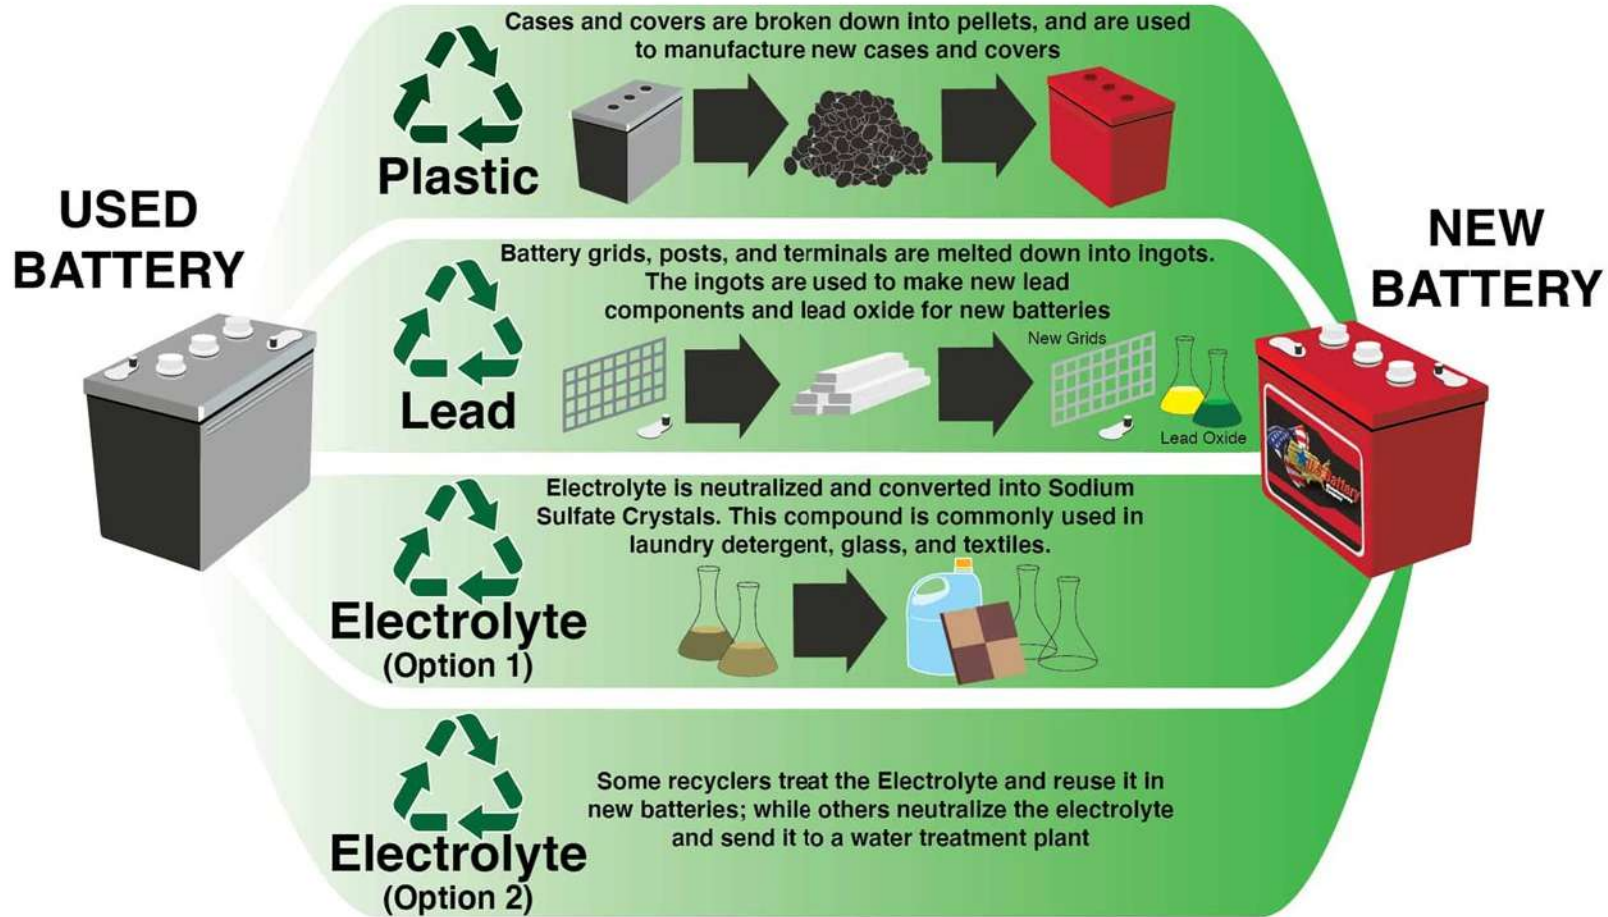 Cases and covers are broken down into pellets, and are used
to manufacture new cases and covers
Plastic
USED
BATTERY
NEW
BATTERY
Battery grids, posts, and terminals are melted down into ingots.
The ingots are used to make new lead
components and lead oxide for new batteries
New Grids
Lead
Lead Oxide
Electrolyte is neutralized and converted into Sodium
Sulfate Crystals. This compound is commonly used in
laundry detergent, glass, and textiles.
Electrolyte
(Option 1)
Some recyclers treat the Electrolyte and reuse it in
new batteries; while others neutralize the electrolyte
and send it to a water treatment plant
Electrolyte
(Option 2)